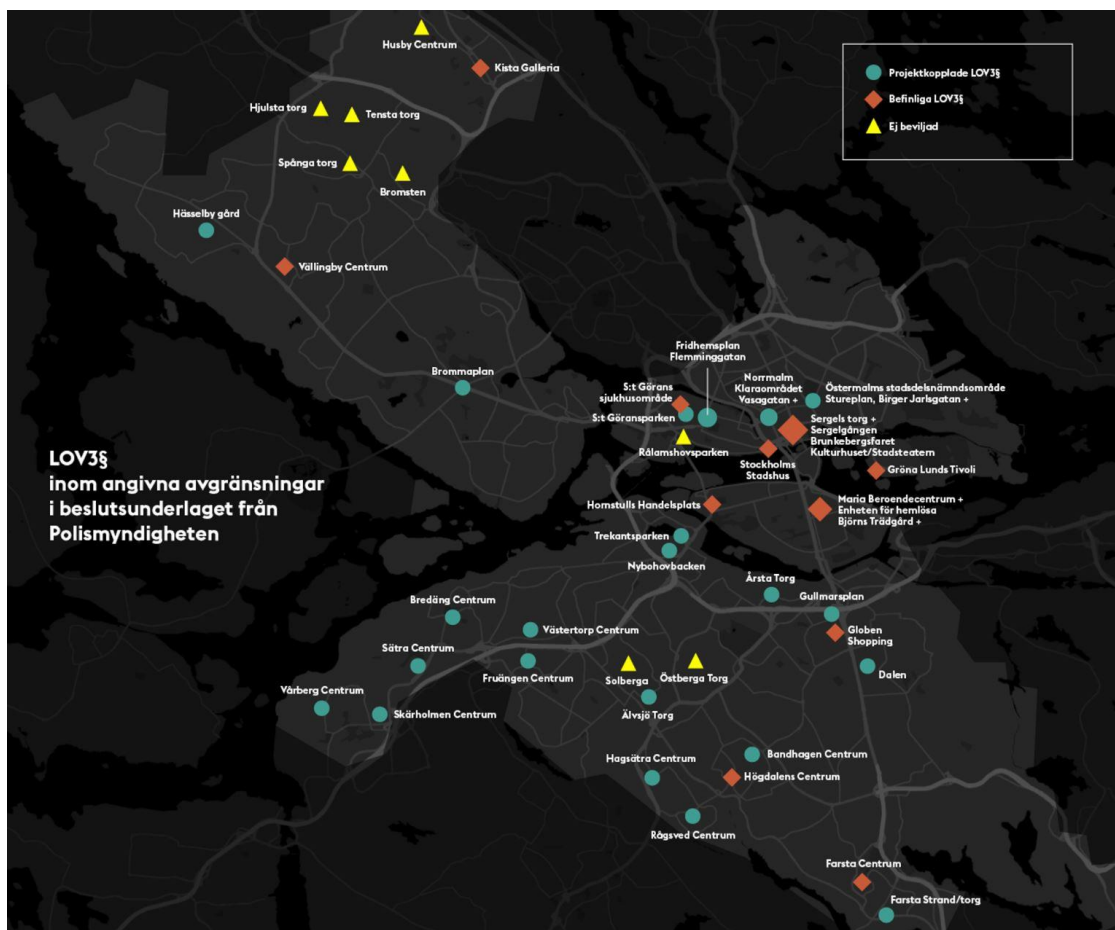 Husby Centrum
Kista Galleria
Projektkopplade LOV3§
Befinliga LOV3§
Ej beviljad
Hjulsta torg
Tensta torg
Spånga torg
Bromsten
Hässelby gård
Vällingby Centrum
Brommaplan
Fridhemsplan
Flemminggatan
S:t Görans
sjukhusområde
S:t Göransparken
Rålamshovsparken
Norrmalm
Klaraområdet
Vasagatan +
Östermalms stadsdelsnämndsområde
Stureplan, Birger Jarlsgatan +
Sergels torg +
Sergelgången
Brunkebergsfaret
Kulturhuset/Stadsteatern
Stockholms
Stadshus
Gröna Lunds Tivoli
LOV3§
inom angivna avgränsningar
i beslutsunderlaget från
Polismyndigheten
Hornstulls Handelsplats
Maria Beroendecentrum +
Enheten för hemlösa
Björns Trädgård +
Trekantsparken
Nybohovbacken
Årsta Torg
Gullmarsplan
Globen
Shopping
Dalen
Bredäng Centrum
Västertorp Centrum
Sätra Centrum
Fruängen Centrum
Solberga
Östberga Torg
Älvsjö Torg
Vårberg Centrum
Skärholmen Centrum
Hagsätra Centrum
Bandhagen Centrum
Högdalens Centrum
Rågsved Centrum
Farsta Centrum
Farsta Strand/torg